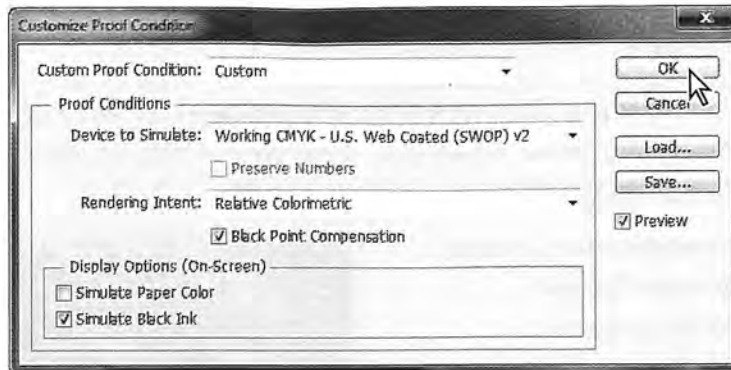 Customize Proof Condition
Custom Proof Condition: Custom
OK
Proof Conditions
Cancel
Device to Simulate: Working CMYK - U.S. Web Coated (SWOP) v2
Load...
Preserve Numbers
Save...
Rendering Intent: Relative Colorimetric
Preview
Black Point Compensation
Display Options (On-Screen)
Simulate Paper Color
Simulate Black Ink